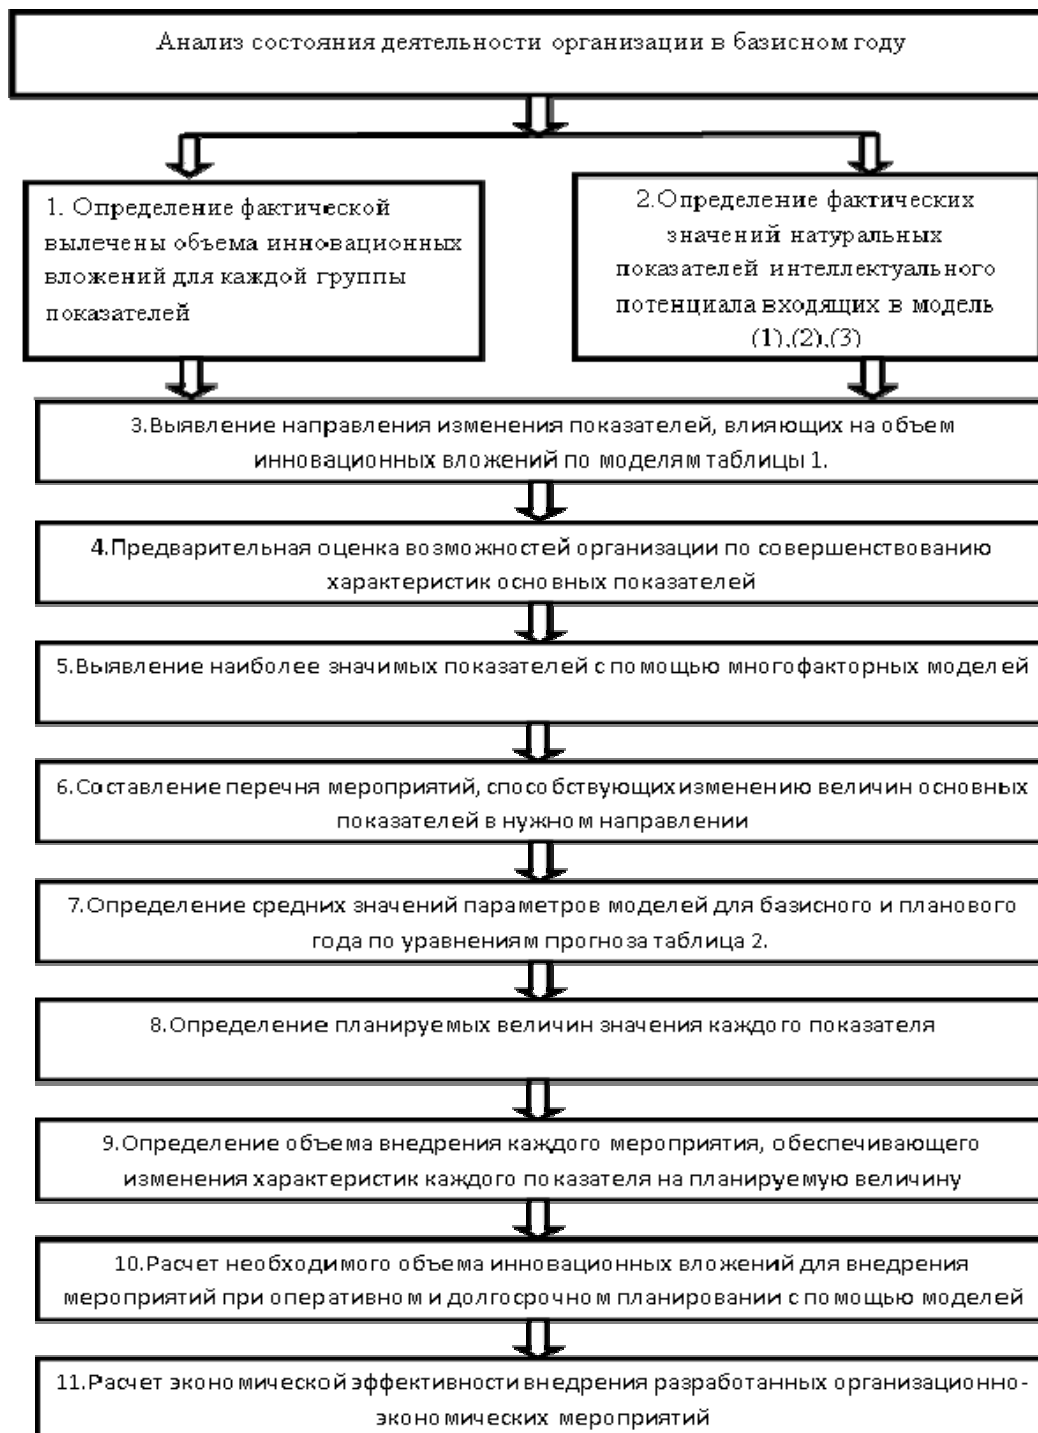 Анализ состояния деятельности организации в базисном году
1. Определение фактической
вылечены объема инновационных
вложений для каждой группы
показателей
2.Определение фактических
значений натуральных
показателей интеллектуального
потенциала входящих в модель
(1),(2),(3)
3.Выявление направления изменения показателей, влияющих на объем
инновационных вложений по моделям таблицы 1.
4.Предварительная оценка возможностей организации по совершенствованию
характеристик основных показателей
5.Выявление наиболее значимых показателей с помощью многофакторных моделей
6.Составление перечня мероприятий, способствующих изменению величин основных
показателей в нужном направлении
7.Определение средних значений параметров моделей для базисного и планового
года по уравнениям прогноза таблица 2.
8.Определение планируемых величин значения каждого показателя
9.Определение объема внедрения каждого мероприятия, обеспечивающего
изменения характеристик каждого показателя на планируемую величину
10.Расчет необходимого объема инновационных вложений для внедрения
мероприятий при оперативном и долгосрочном планировании с помощью моделей
11.Расчет экономической эффективности внедрения разработанных организационно-
экономических мероприятий